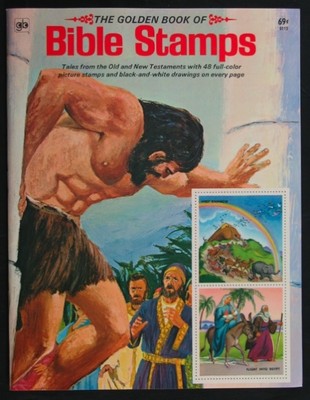 THE GOLDEN BOOK OF
69¢
Bible Stamps
Tales from the Old and New Testaments with 48 full-color
picture stamps and black-and-white drawings on every page